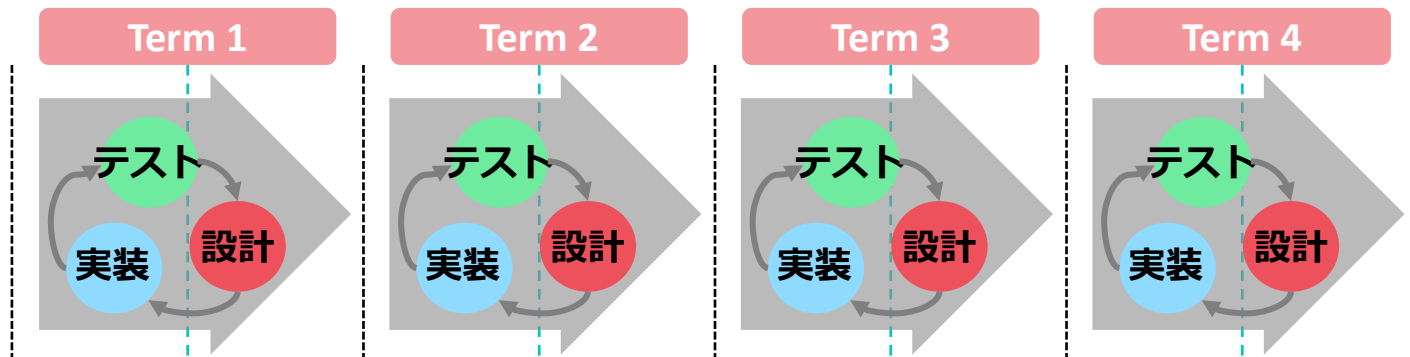 Term 1
Term 2
Term 3
Term 4
テスト
設計
実装
テスト
設計
実装
テスト
設計
実装
テスト
設計
実装